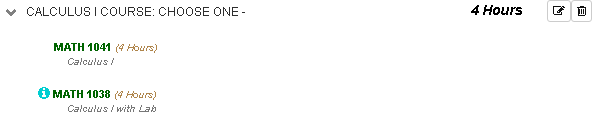 CALCULUS I COURSE: CHOOSE ONE - 4 Hours
MATH 1041 (4 Hours)
Calculus I
MATH 1038 (4 Hours)
Calculus I with Lab